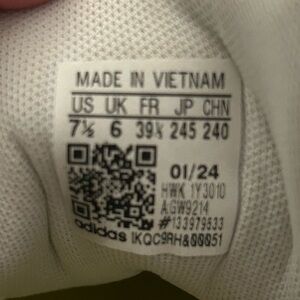 MADE IN VIETNAM
US UK FR JP CHN
7½ 6 39⅓ 245 240
01/24
HWK 1Y3010
A:GW9214
#133979533
adidas IKQC9RH&00051